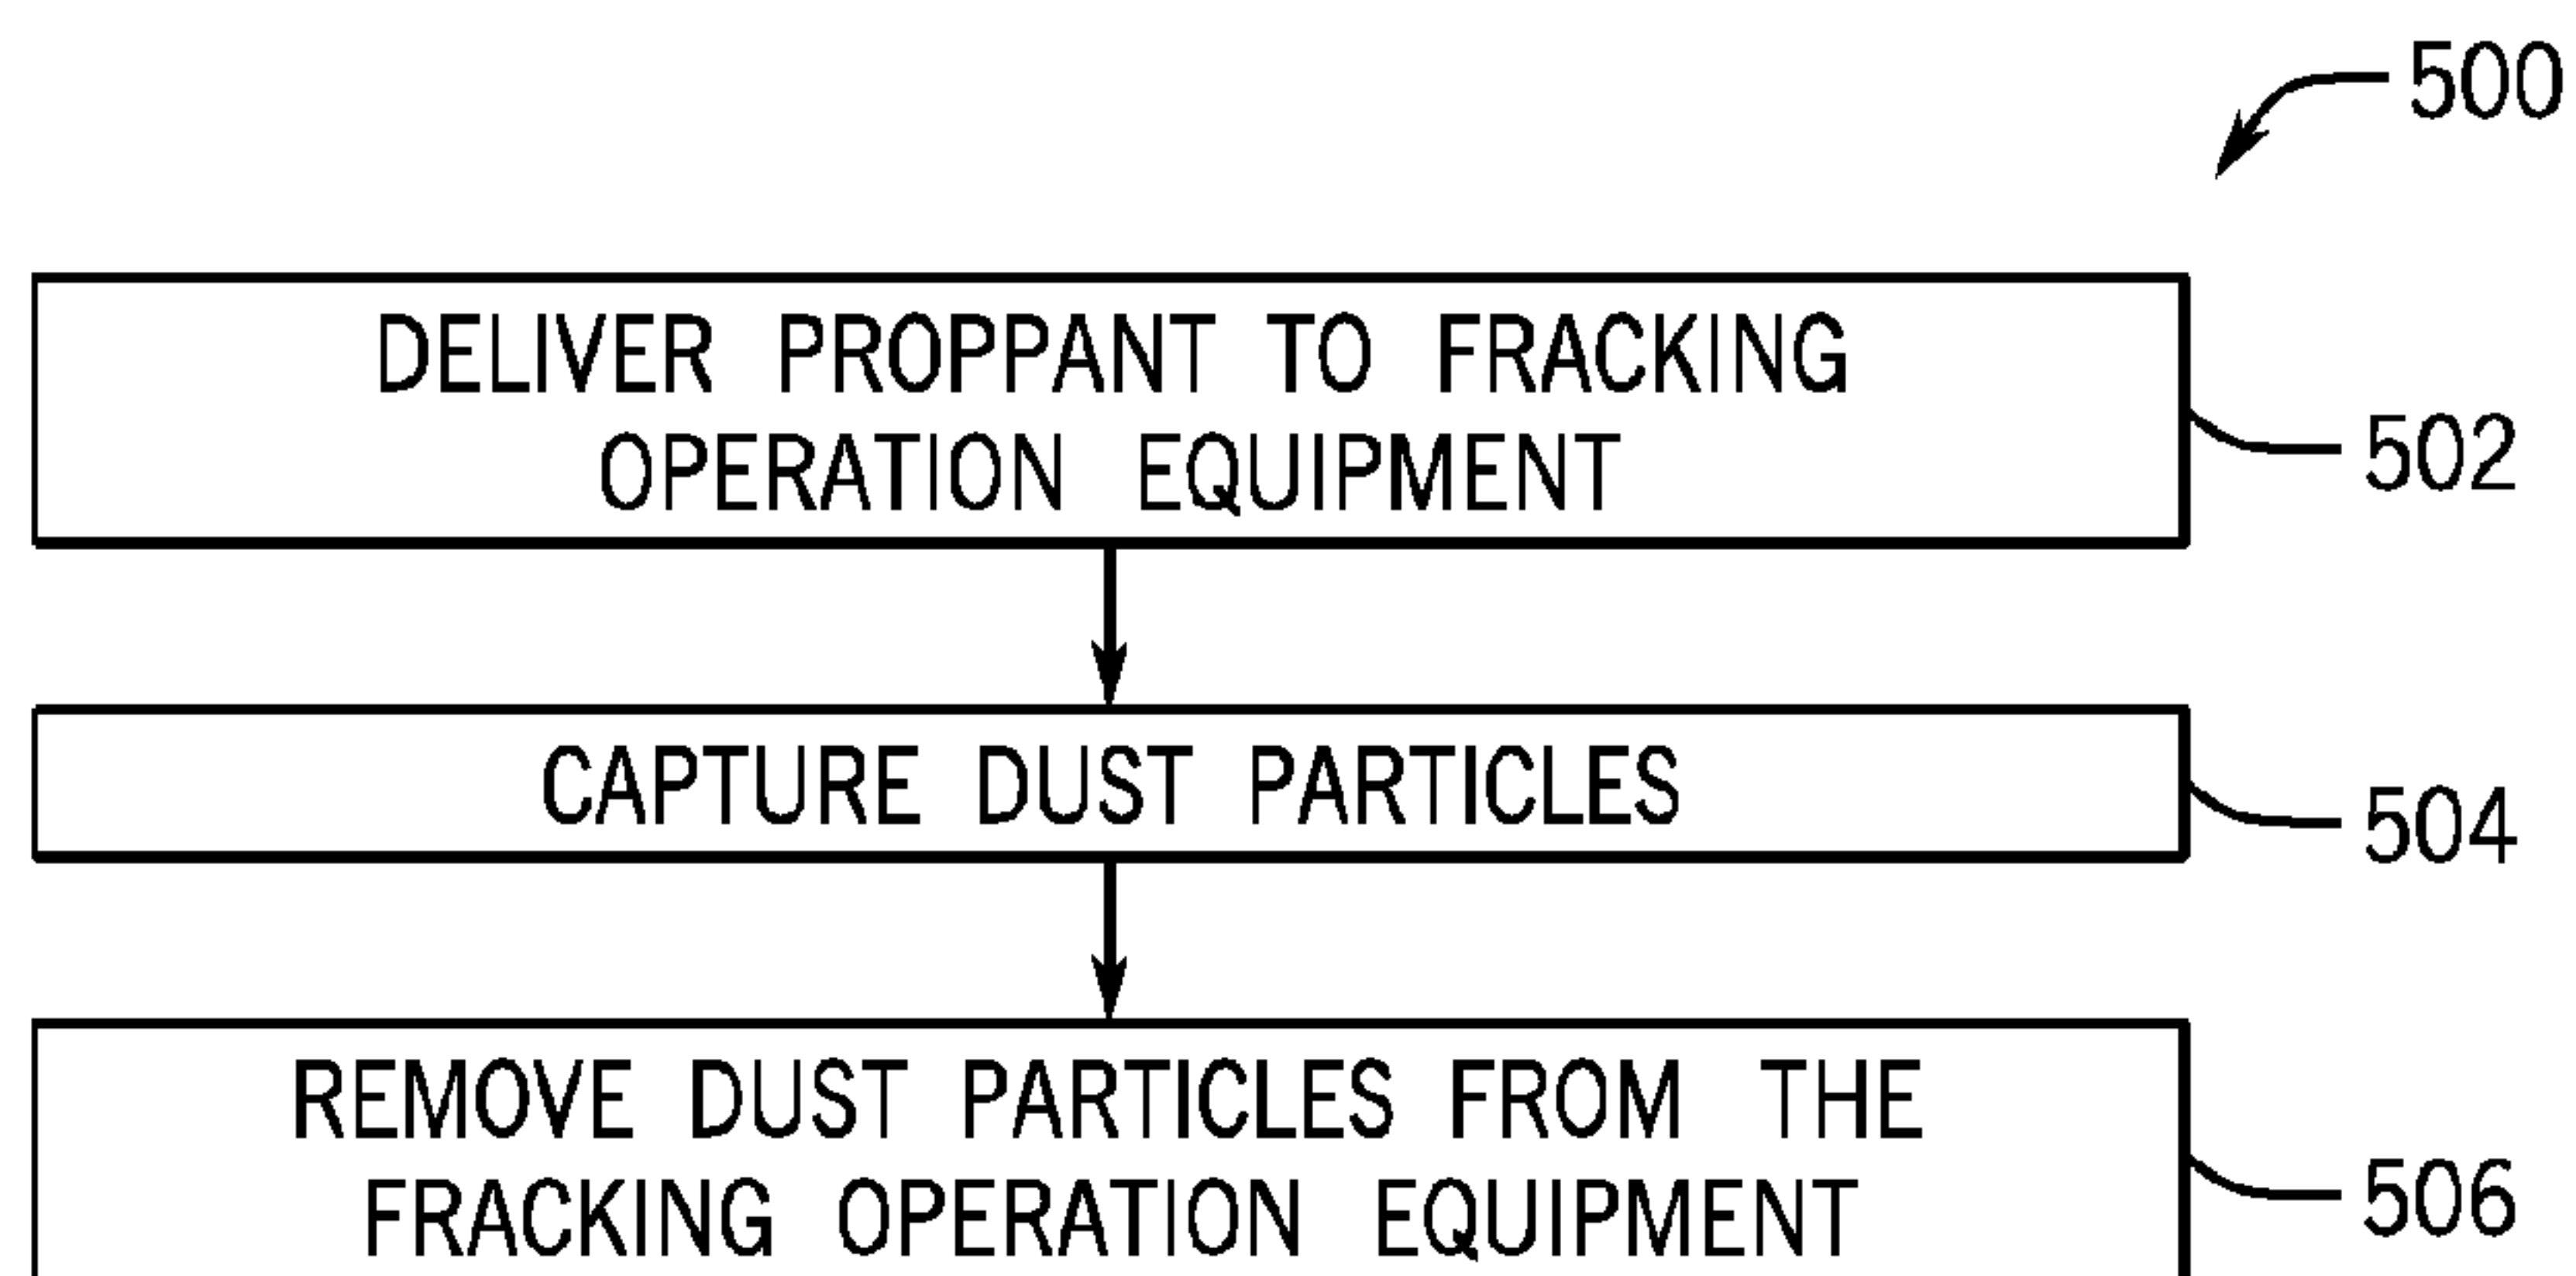 500
DELIVER PROPPANT TO FRACKING
OPERATION EQUIPMENT
502
CAPTURE DUST PARTICLES
504
REMOVE DUST PARTICLES FROM THE
FRACKING OPERATION EQUIPMENT
506